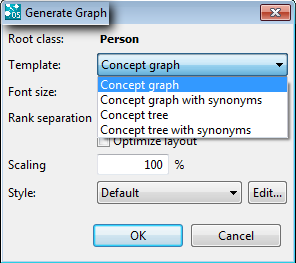 Generate Graph
Root class: Person
Template: Concept graph
Concept graph
Font size:
Concept graph with synonyms
Concept tree
Rank separation
Concept tree with synonyms
Optimize layout
Scaling 100 %
Style: Default Edit...
OK Cancel